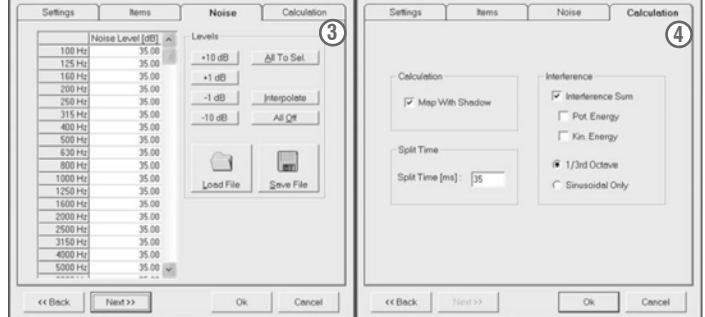 Settings Items Noise Calculation
3
Noise Level [dB]
100 Hz 35.00
125 Hz 35.00
160 Hz 35.00
200 Hz 35.00
250 Hz 35.00
315 Hz 35.00
400 Hz 35.00
500 Hz 35.00
630 Hz 35.00
800 Hz 35.00
1000 Hz 35.00
1250 Hz 35.00
1600 Hz 35.00
2000 Hz 35.00
2500 Hz 35.00
3150 Hz 35.00
4000 Hz 35.00
5000 Hz 35.00
Levels
+10 dB All To Sel.
+1 dB
-1 dB Interpolate
-10 dB All Off
Load File Save File
<< Back Next >> Ok Cancel
Settings Items Noise Calculation
4
Calculation
Map With Shadow
Split Time
Split Time [ms] : 35
Interference
Interference Sum
Pot. Energy
Kin. Energy
1/3rd Octave
Sinusoidal Only
<< Back Next >> Ok Cancel